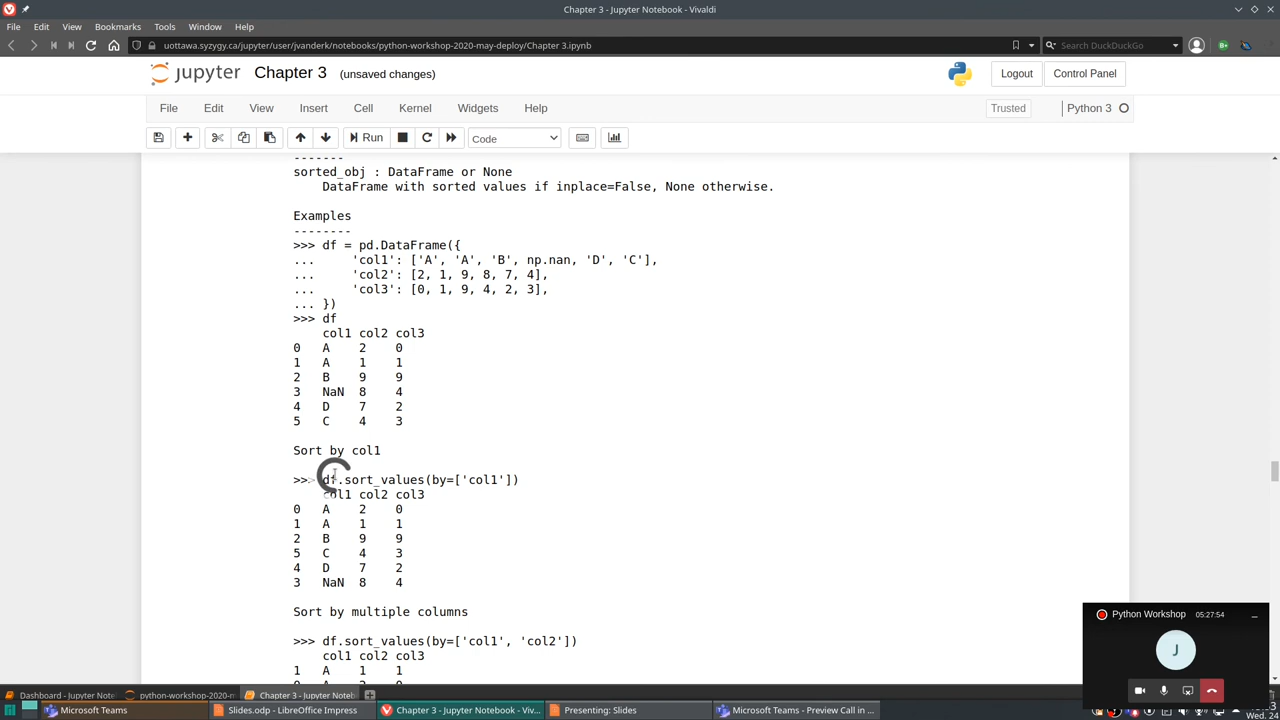 Chapter 3 - Jupyter Notebook - Vivaldi
File Edit View Bookmarks Tools Window Help
uottawa.syzygy.ca/jupyter/user/jvanderk/notebooks/python-workshop-2020-may-deploy/Chapter 3.ipynb
Search DuckDuckGo
jupyter Chapter 3 (unsaved changes)
Logout Control Panel
File Edit View Insert Cell Kernel Widgets Help
Trusted Python 3
Run Code
-------
sorted_obj : DataFrame or None
    DataFrame with sorted values if inplace=False, None otherwise.
Examples
--------
>>> df = pd.DataFrame({
...     'col1': ['A', 'A', 'B', np.nan, 'D', 'C'],
...     'col2': [2, 1, 9, 8, 7, 4],
...     'col3': [0, 1, 9, 4, 2, 3],
... })
>>> df
    col1 col2 col3
0   A    2    0
1   A    1    1
2   B    9    9
3   NaN  8    4
4   D    7    2
5   C    4    3
Sort by col1
>>> df.sort_values(by=['col1'])
    col1 col2 col3
0   A    2    0
1   A    1    1
2   B    9    9
5   C    4    3
4   D    7    2
3   NaN  8    4
Sort by multiple columns
>>> df.sort_values(by=['col1', 'col2'])
    col1 col2 col3
1   A    1    1
Python Workshop 05:27:54
J
Dashboard - Jupyter Note
python-workshop-2020-m
Chapter 3 - Jupyter Noteb
Microsoft Teams
Slides.odp - LibreOffice Impress
Chapter 3 - Jupyter Notebook - Viv...
Presenting: Slides
Microsoft Teams - Preview Call in ...
Wed. 24